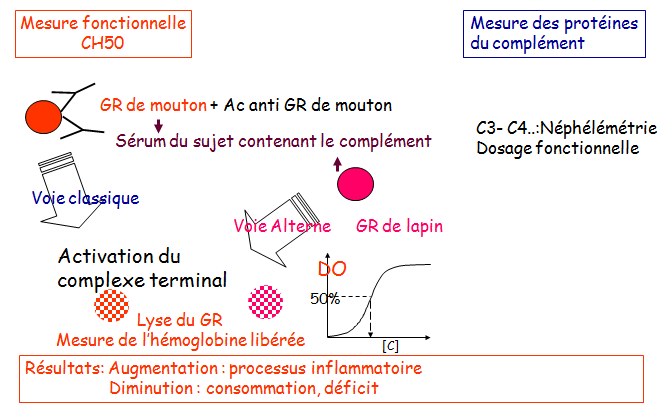 Mesure fonctionnelle
CH50
Mesure des protéines
du complément
GR de mouton + Ac anti GR de mouton
Sérum du sujet contenant le complément
C3- C4..:Néphélémétrie
Dosage fonctionnelle
Voie classique
Voie Alterne
GR de lapin
Activation du
complexe terminal
DO
50%
Lyse du GR
Mesure de l'hémoglobine libérée
[C]
Résultats: Augmentation : processus inflammatoire
Diminution : consommation, déficit